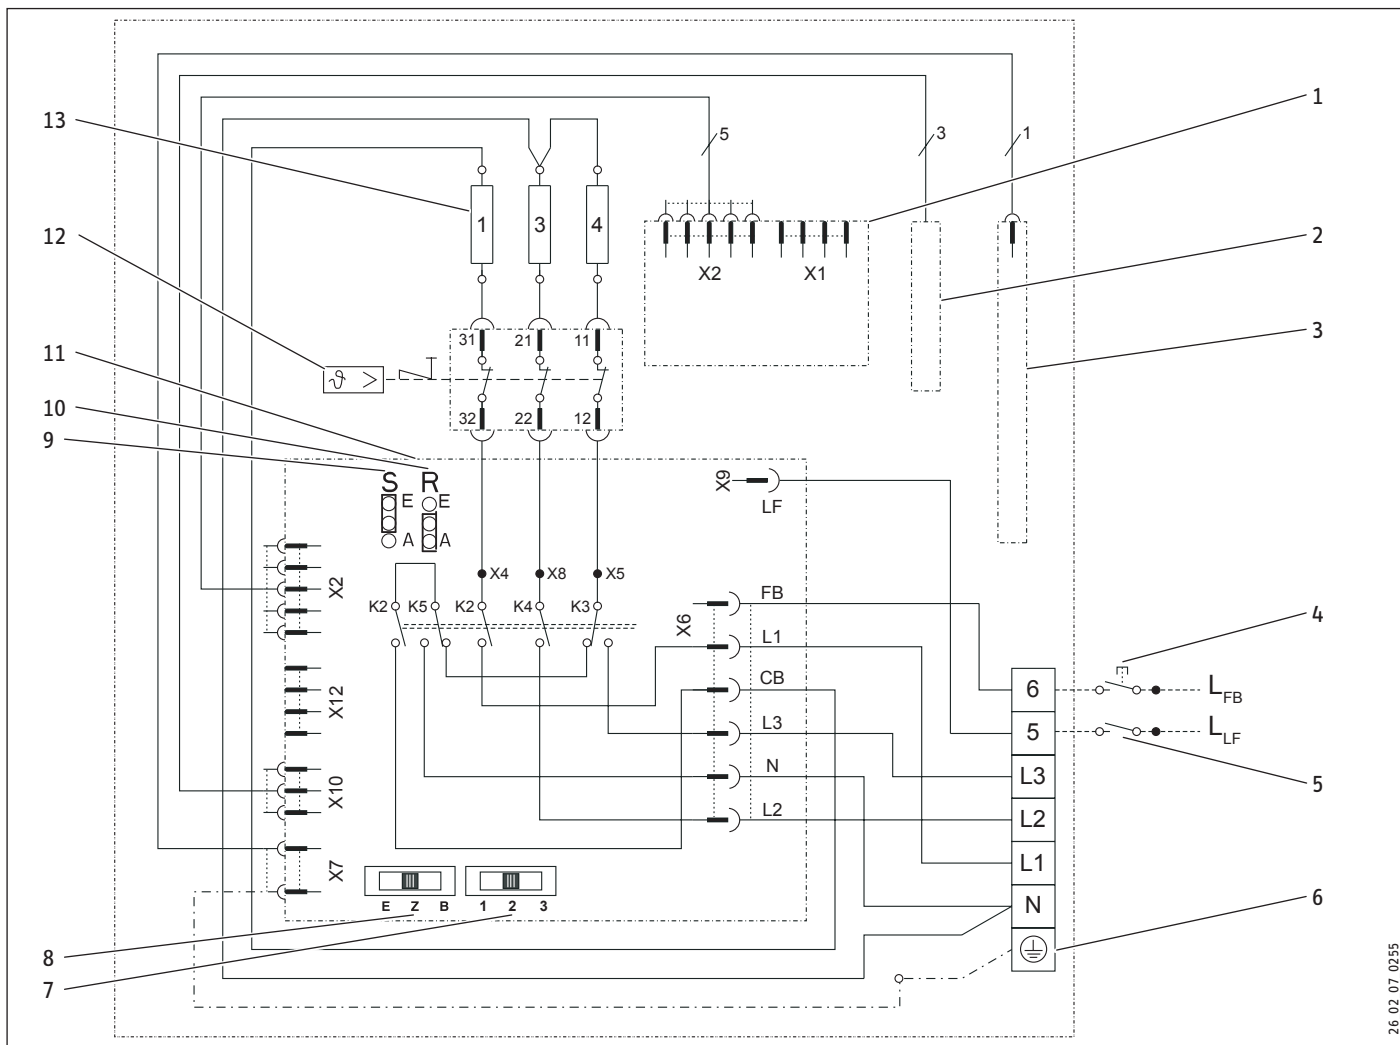 13
1
5
3
1
1
3
4
12
2
X2
X1
31
21
11
3
11
ϑ >
32
22
12
10
9
S
R
X9
E
E
LF
A
A
X4
X8
X5
X2
FB
K2
K5
K2
K4
K3
X6
L1
4
CB
6
LFB
X12
L3
5
LLF
N
L3
5
X10
L2
L2
X7
L1
E Z B
1 2 3
N
6
8
7
26 02 07 0255